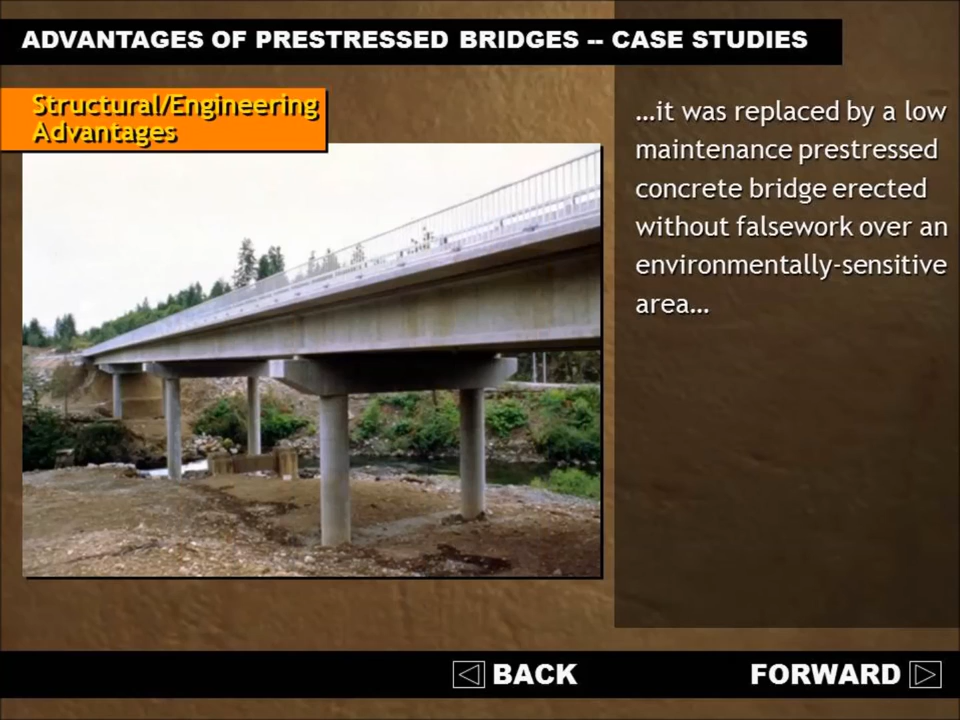 ADVANTAGES OF PRESTRESSED BRIDGES -- CASE STUDIES
Structural/Engineering
Advantages
...it was replaced by a low
maintenance prestressed
concrete bridge erected
without falsework over an
environmentally-sensitive
area...
BACK
FORWARD